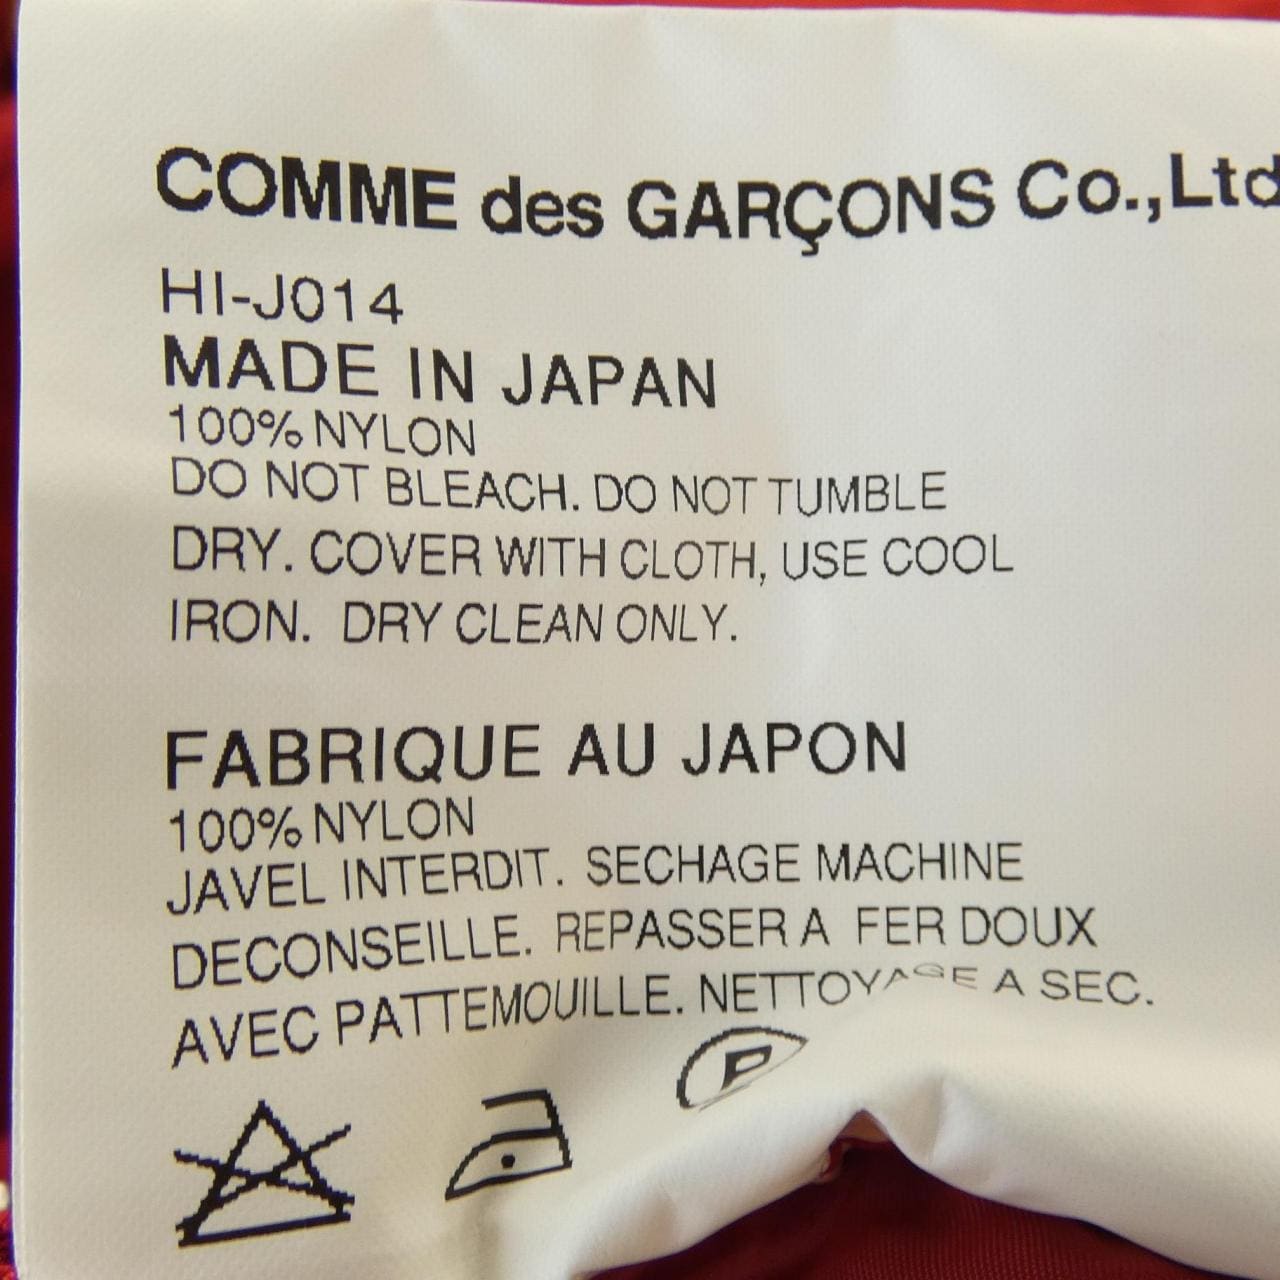 COMME des GARÇONS Co.,Ltd
HI-J014
MADE IN JAPAN
100% NYLON
DO NOT BLEACH. DO NOT TUMBLE
DRY. COVER WITH CLOTH, USE COOL
IRON. DRY CLEAN ONLY.
FABRIQUE AU JAPON
100% NYLON
JAVEL INTERDIT. SECHAGE MACHINE
DECONSEILLE. REPASSER A FER DOUX
AVEC PATTEMOUILLE. NETTOYAGE A SEC.
P